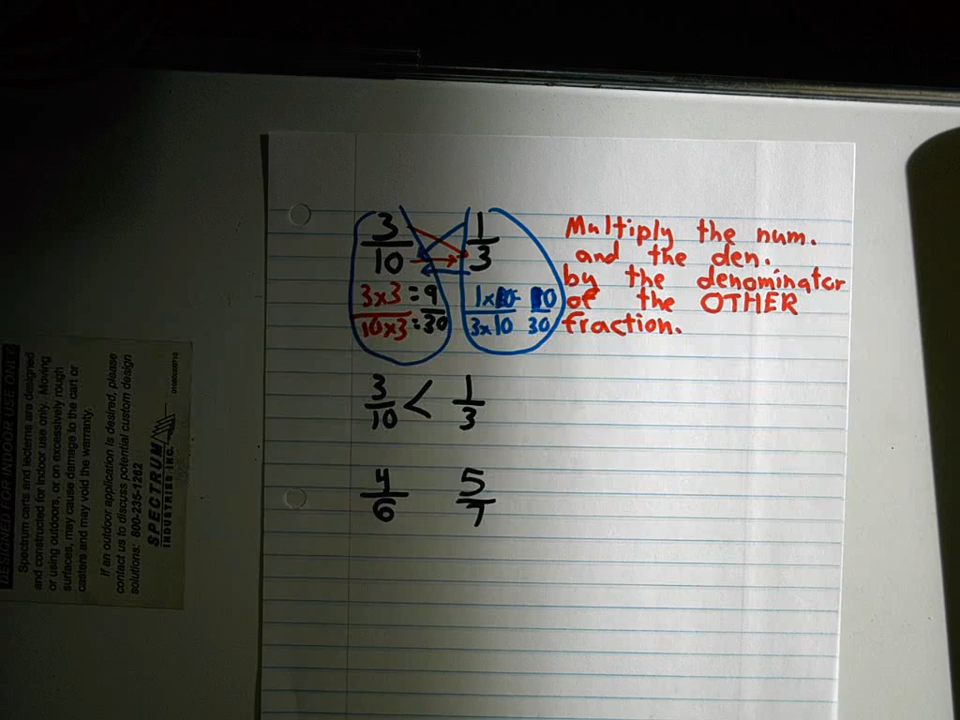 3/10 1/3
3x3 = 9
10x3 = 30
1x10 = 10
3x10 30
Multiply the num.
and the den.
by the denominator
of the OTHER
fraction.
3/10 < 1/3
4/6 5/7
DESIGNED FOR INDOOR USE ONLY
Spectrum carts and lecterns are designed
and constructed for indoor use only. Moving
or using outdoors, or on excessively rough
surfaces, may cause damage to the cart or
casters and may void the warranty.
If an outdoor application is desired, please
contact us to discuss potential custom design
solutions: 800-235-1262
SPECTRUM
INDUSTRIES INC.